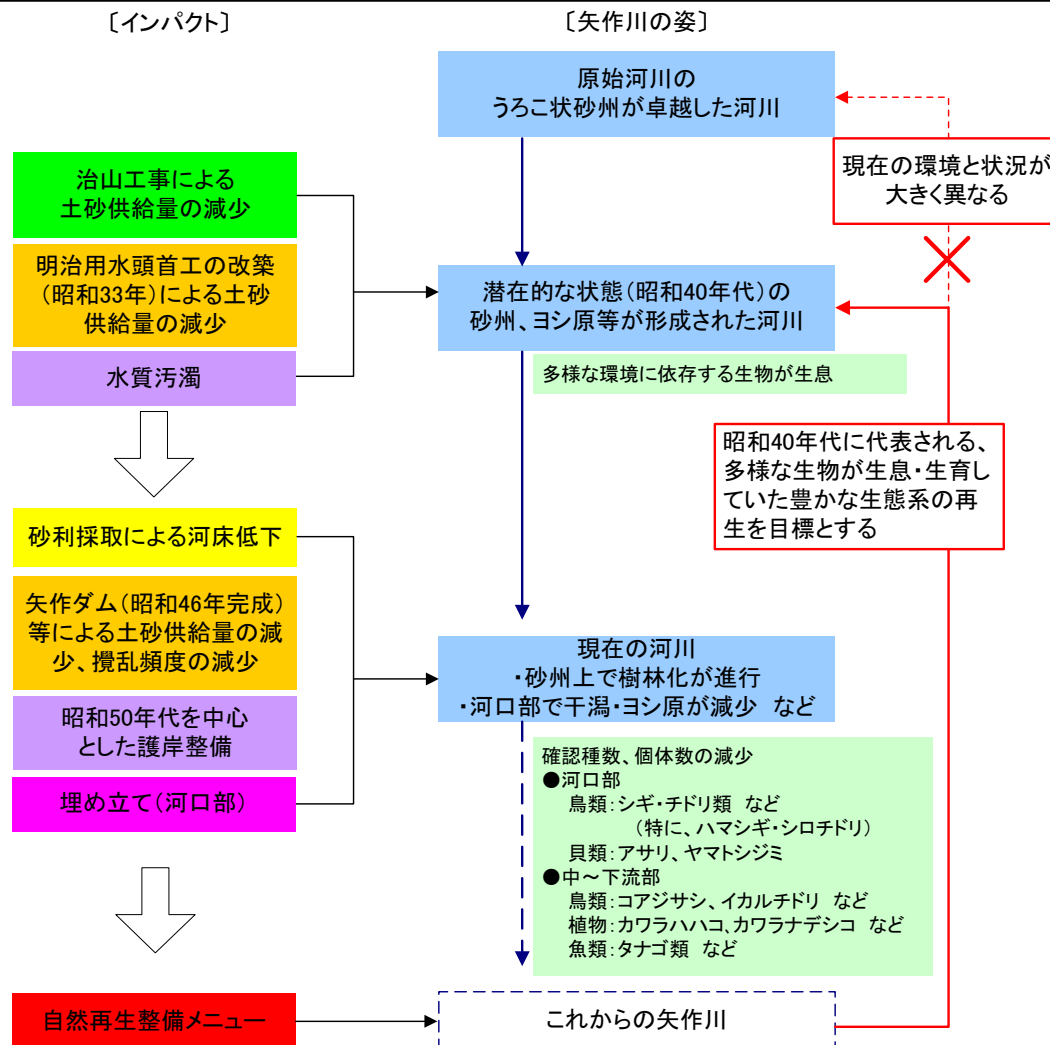 〔インパクト〕
〔矢作川の姿〕
原始河川の
うろこ状砂州が卓越した河川
現在の環境と状況が
大きく異なる
治山工事による
土砂供給量の減少
明治用水頭首工の改築
(昭和33年)による土砂
供給量の減少
水質汚濁
潜在的な状態(昭和40年代)の
砂州、ヨシ原等が形成された河川
多様な環境に依存する生物が生息
昭和40年代に代表される、
多様な生物が生息・生育し
ていた豊かな生態系の再
生を目標とする
砂利採取による河床低下
矢作ダム(昭和46年完成)
等による土砂供給量の減
少、攪乱頻度の減少
昭和50年代を中心
とした護岸整備
埋め立て(河口部)
現在の河川
・砂州上で樹林化が進行
・河口部で干潟・ヨシ原が減少 など
確認種数、個体数の減少
●河口部
鳥類:シギ・チドリ類 など
(特に、ハマシギ・シロチドリ)
貝類:アサリ、ヤマトシジミ
●中～下流部
鳥類:コアジサシ、イカルチドリ など
植物:カワラハハコ、カワラナデシコ など
魚類:タナゴ類 など
自然再生整備メニュー
これからの矢作川